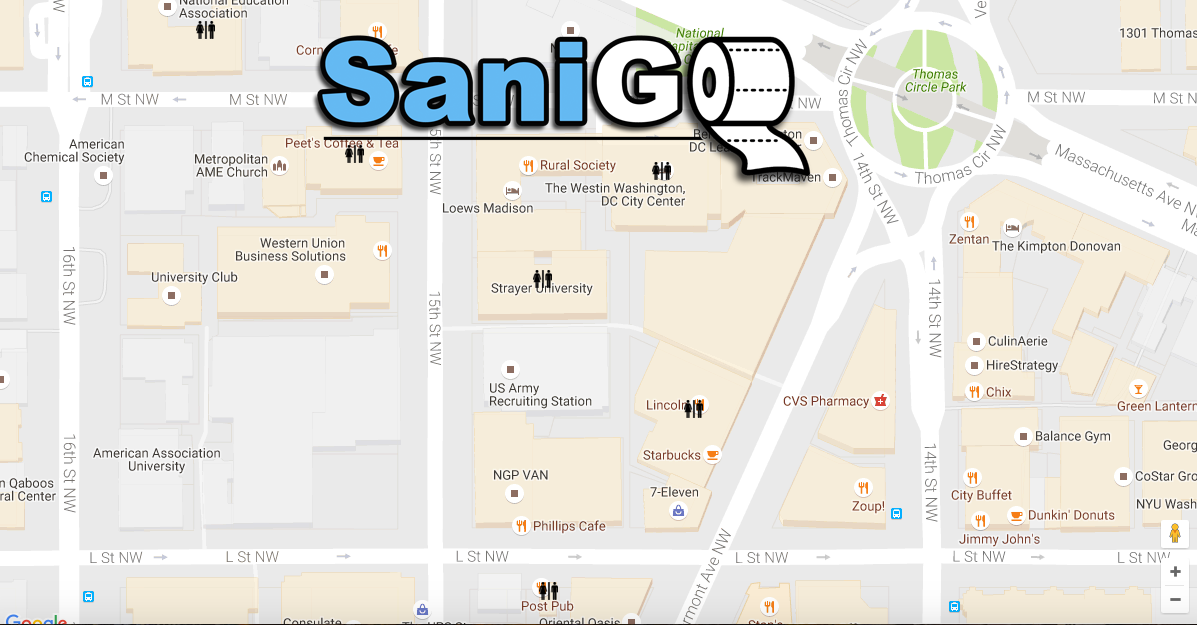 National Education
Association
SaniGo
National
1301 Thomas
Thomas
Circle Park
M St NW
M St NW
NW
M St NW
M St N
Thomas Cir NW
Thomas Cir NW
Massachusetts Ave N
American
Chemical Society
Metropolitan
AME Church
Peet's Coffee & Tea
15th St NW
Rural Society
The Westin Washington,
DC City Center
Loews Madison
TrackMaven
14th St NW
Zentan
The Kimpton Donovan
Western Union
Business Solutions
University Club
Strayer University
16th St NW
15th St NW
14th St NW
CulinAerie
HireStrategy
Chix
US Army
Recruiting Station
Lincoln
CVS Pharmacy
Green Lantern
16th St NW
American Association
University
Starbucks
14th St NW
Balance Gym
Georg
NGP VAN
7-Eleven
n Qaboos
ral Center
City Buffet
CoStar Gro
NYU Wash
Zoup!
Dunkin' Donuts
Phillips Cafe
Jimmy John's
L St NW
L St NW
L St NW
L St NW
L St NW
L St NW
rmont Ave NW
Post Pub
Oriental Oasis
Consulate
Google